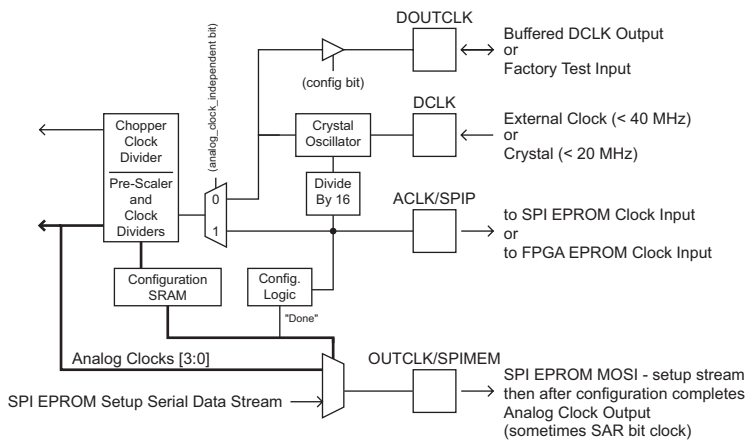 DOUTCLK
Buffered DCLK Output
or
Factory Test Input
(config bit)
(analog_clock_independent bit)
DCLK
External Clock (< 40 MHz)
or
Crystal (< 20 MHz)
Chopper
Clock
Divider
Pre-Scaler
and
Clock
Dividers
Crystal
Oscillator
Divide
By 16
0
1
ACLK/SPIP
to SPI EPROM Clock Input
or
to FPGA EPROM Clock Input
Configuration
SRAM
Config.
Logic
"Done"
Analog Clocks [3:0]
OUTCLK/SPIMEM
SPI EPROM MOSI - setup stream
then after configuration completes
Analog Clock Output
(sometimes SAR bit clock)
SPI EPROM Setup Serial Data Stream